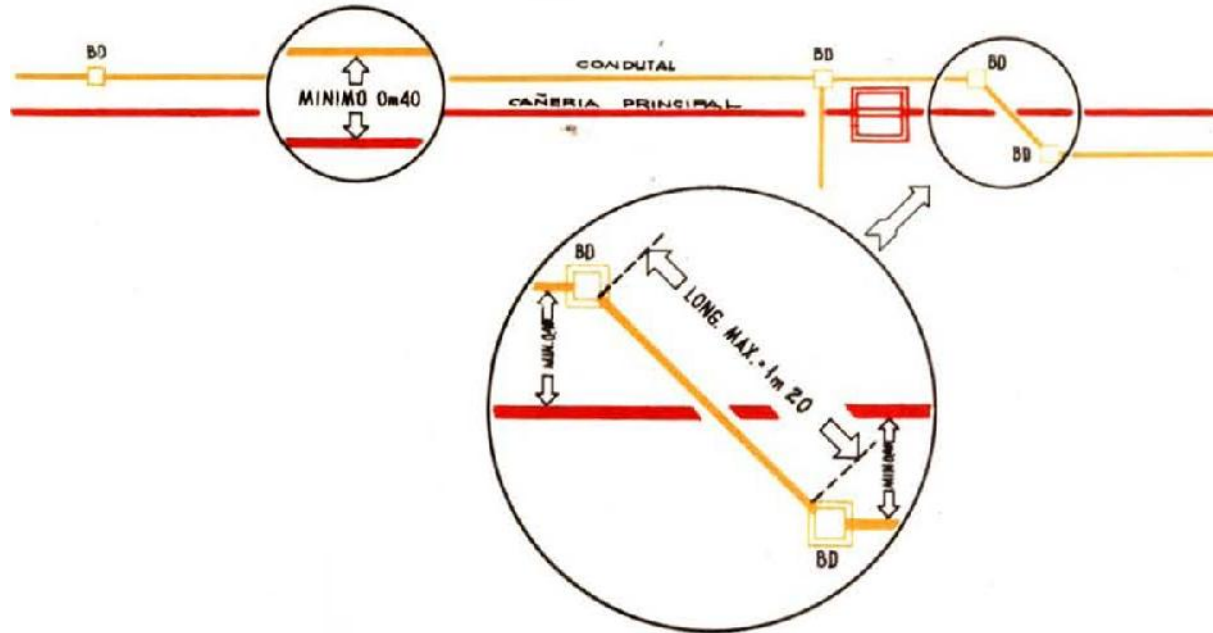 BD
MINIMO 0m40
CONDUTAL
CAÑERIA PRINCIPAL
BD
BD
BD
BD
LONG. MAX. = 1m 20
BD